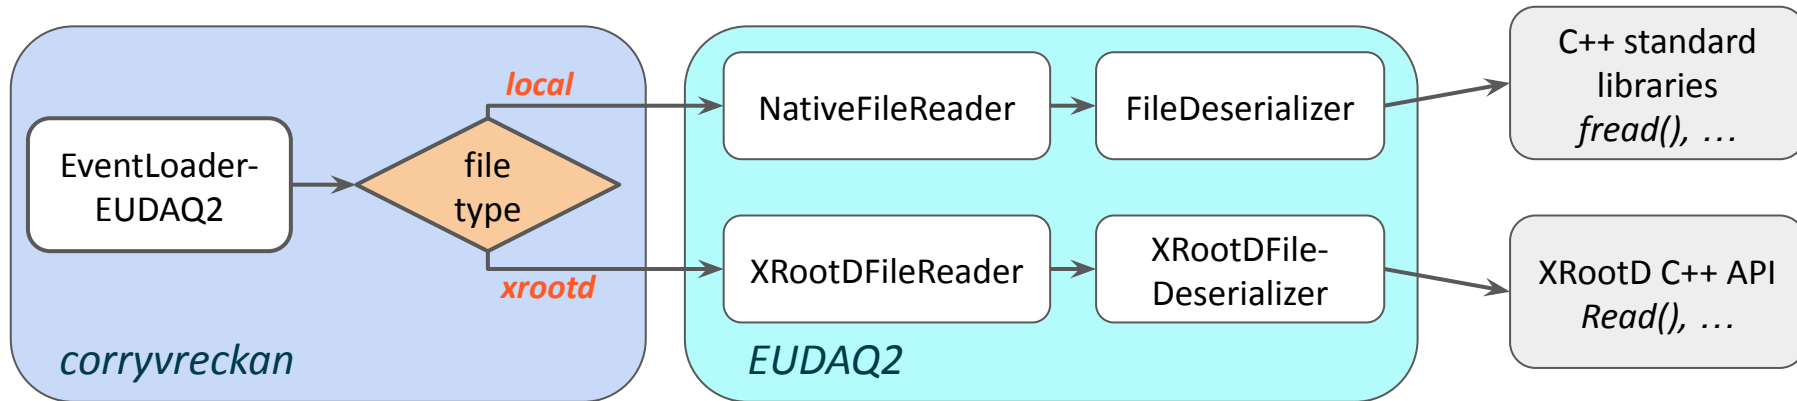 EventLoader-
EUDAQ2
file
type
local
xrootd
corryvreckan
NativeFileReader
FileDeserializer
XRootDFileReader
XRootDFile-
Deserializer
EUDAQ2
C++ standard
libraries
fread(), …
XRootD C++ API
Read(), …